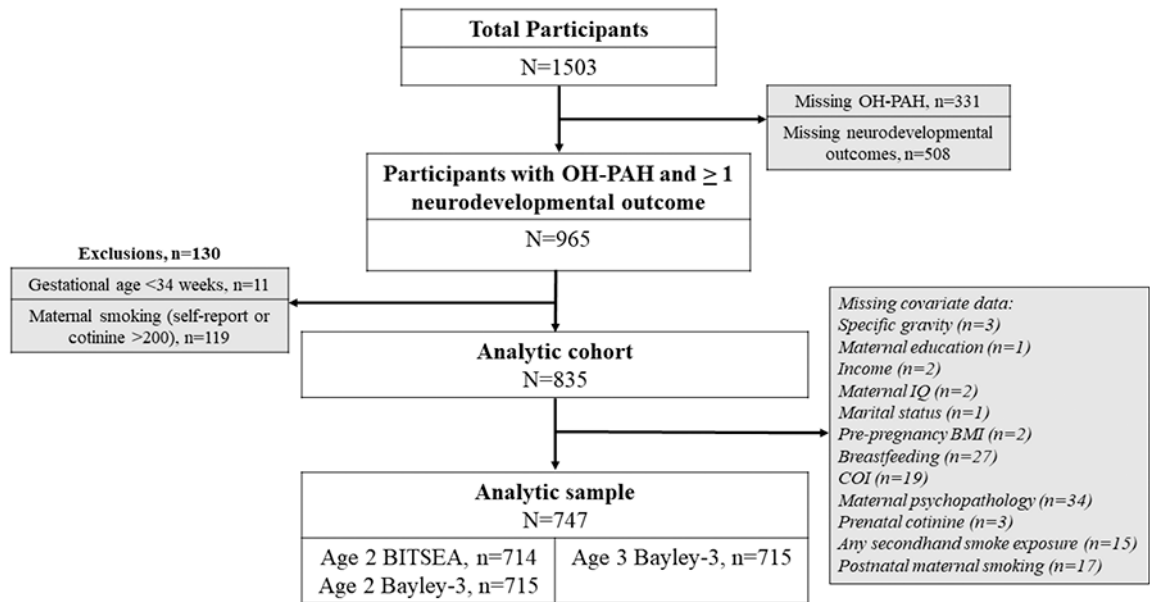 Total Participants
N=1503
Missing OH-PAH, n=331
Missing neurodevelopmental
outcomes, n=508
Participants with OH-PAH and ≥ 1
neurodevelopmental outcome
N=965
Exclusions, n=130
Gestational age <34 weeks, n=11
Maternal smoking (self-report or
cotinine >200), n=119
Analytic cohort
N=835
Missing covariate data:
Specific gravity (n=3)
Maternal education (n=1)
Income (n=2)
Maternal IQ (n=2)
Marital status (n=1)
Pre-pregnancy BMI (n=2)
Breastfeeding (n=27)
COI (n=19)
Maternal psychopathology (n=34)
Prenatal cotinine (n=3)
Any secondhand smoke exposure (n=15)
Postnatal maternal smoking (n=17)
Analytic sample
N=747
Age 2 BITSEA, n=714
Age 2 Bayley-3, n=715
Age 3 Bayley-3, n=715